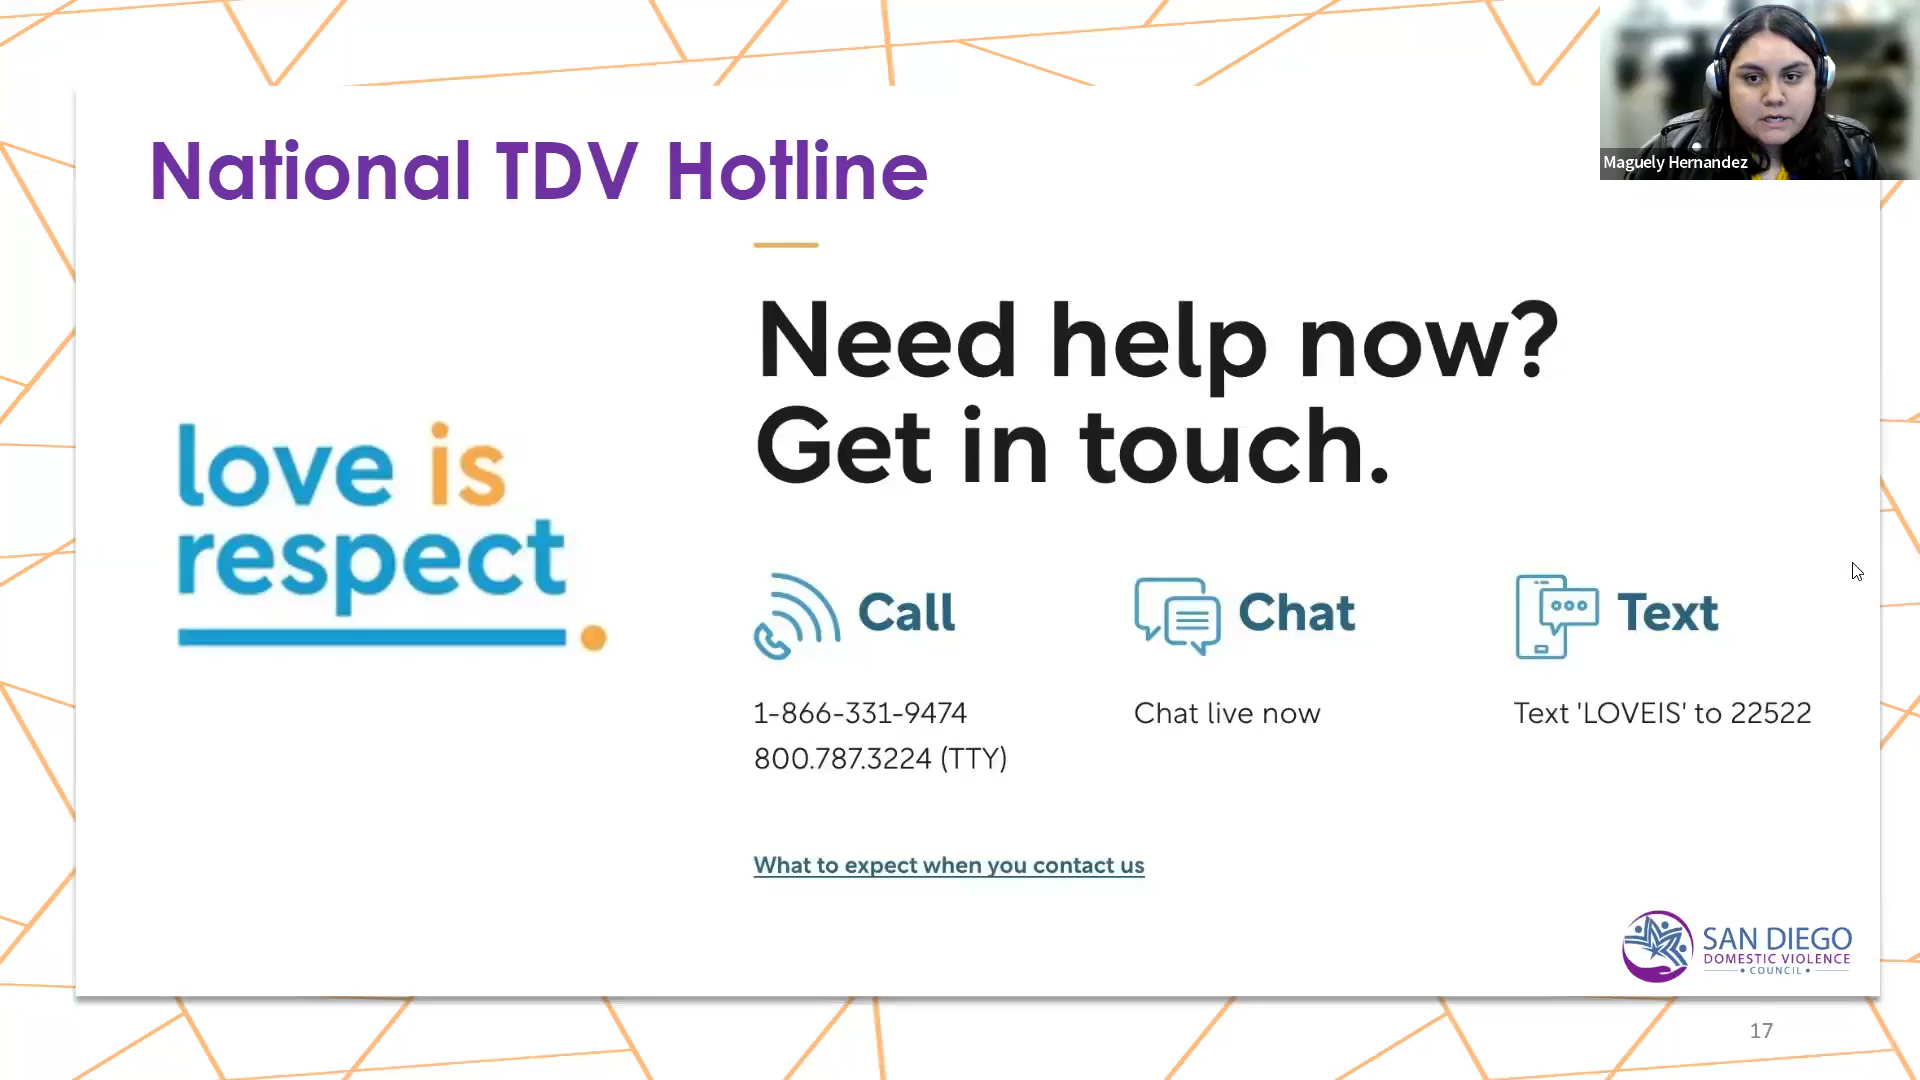 Maguely Hernandez
National TDV Hotline
Need help now?
Get in touch.
love is
respect
Call
1-866-331-9474
800.787.3224 (TTY)
Chat
Chat live now
Text
Text 'LOVEIS' to 22522
What to expect when you contact us
SAN DIEGO
DOMESTIC VIOLENCE
COUNCIL
17